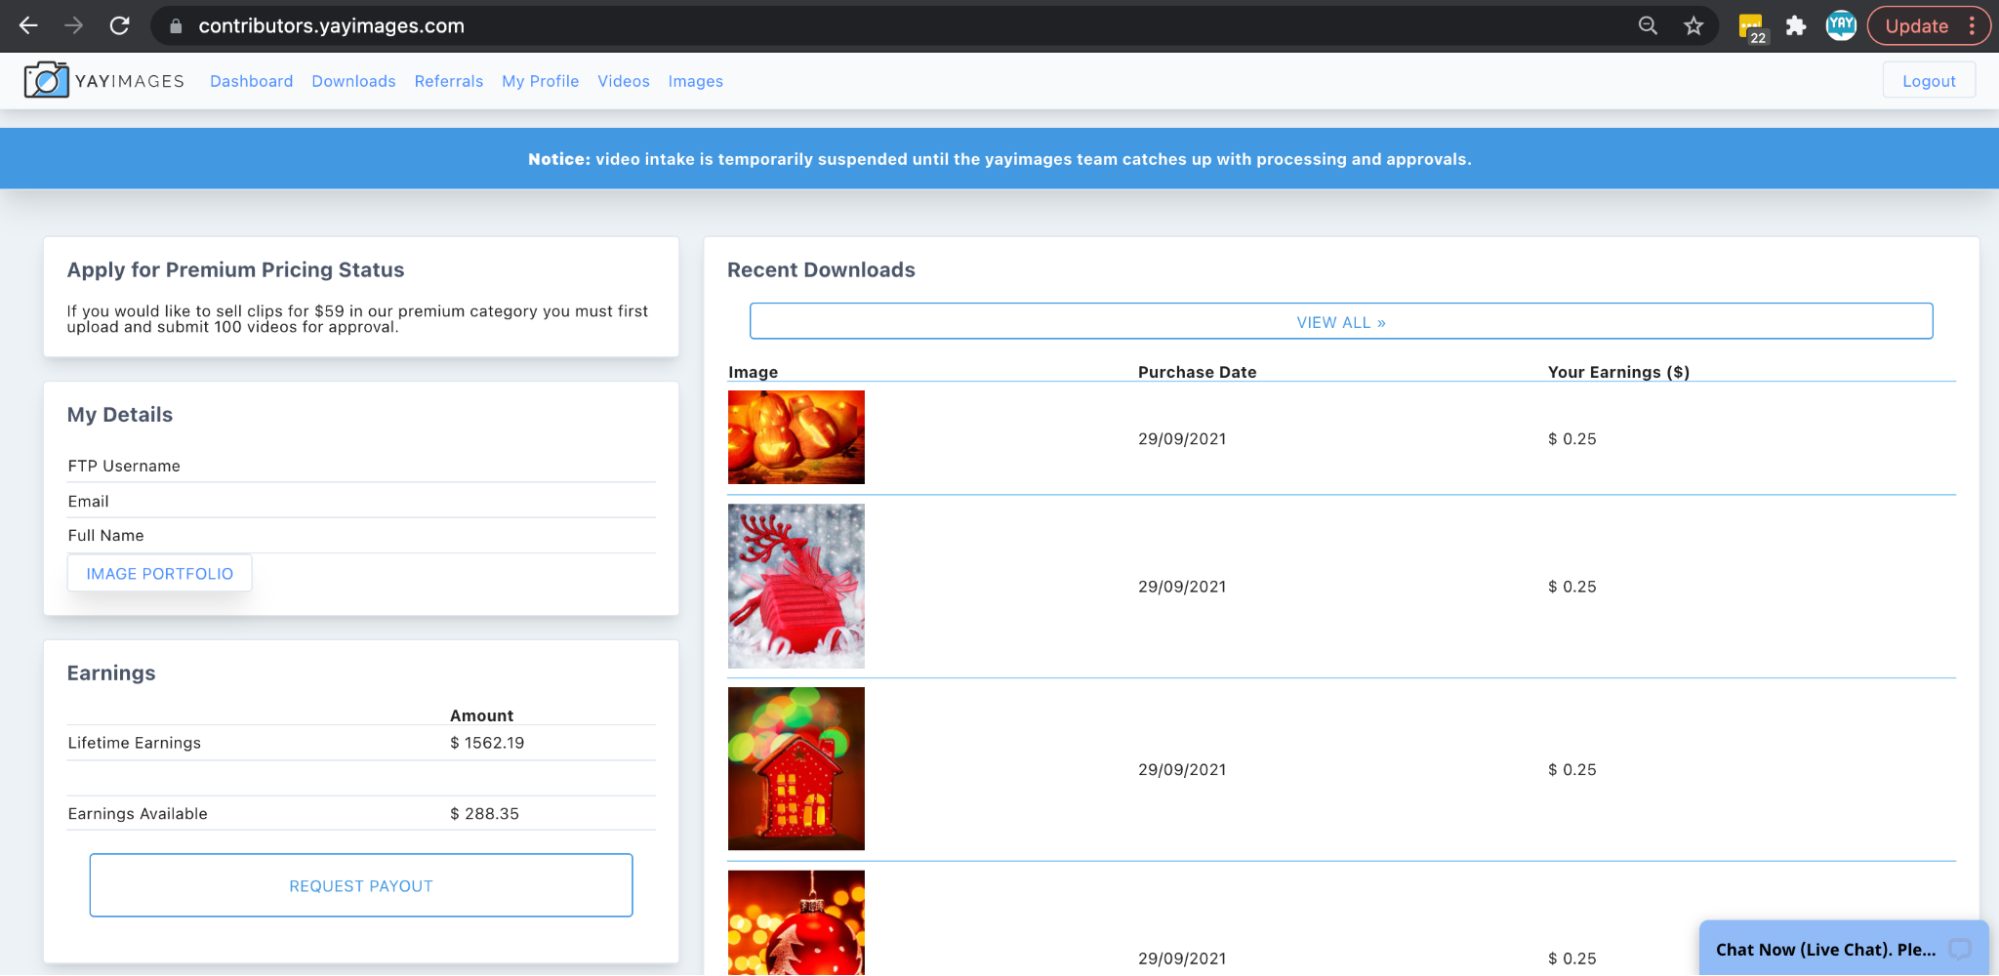 contributors.yayimages.com
22
YAY
Update
YAYIMAGES
Dashboard Downloads Referrals My Profile Videos Images
Logout
Notice: video intake is temporarily suspended until the yayimages team catches up with processing and approvals.
Apply for Premium Pricing Status
If you would like to sell clips for $59 in our premium category you must first
upload and submit 100 videos for approval.
My Details
FTP Username
Email
Full Name
IMAGE PORTFOLIO
Earnings
Amount
Lifetime Earnings $ 1562.19
Earnings Available $ 288.35
REQUEST PAYOUT
Recent Downloads
VIEW ALL »
Image Purchase Date Your Earnings ($)
29/09/2021 $ 0.25
29/09/2021 $ 0.25
29/09/2021 $ 0.25
29/09/2021 $ 0.25
Chat Now (Live Chat). Ple...